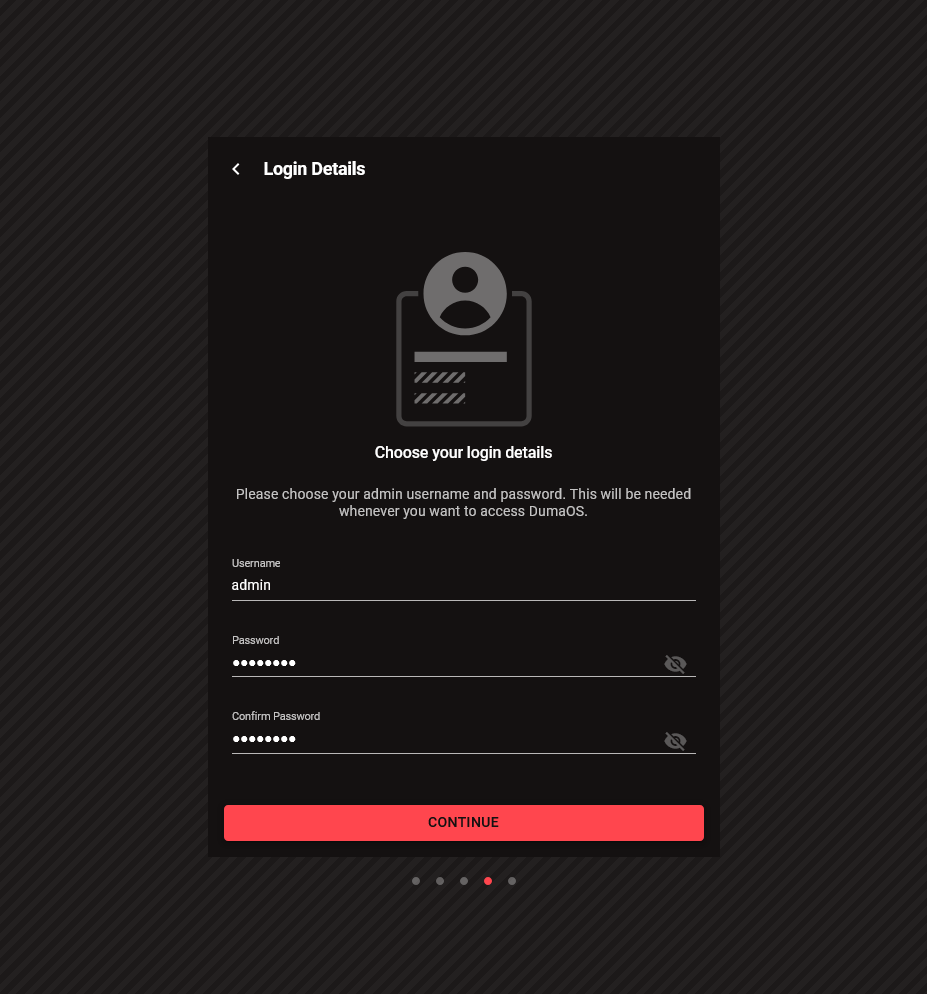 Login Details
Choose your login details
Please choose your admin username and password. This will be needed
whenever you want to access DumaOS.
Username
admin
Password
••••••••
Confirm Password
••••••••
CONTINUE